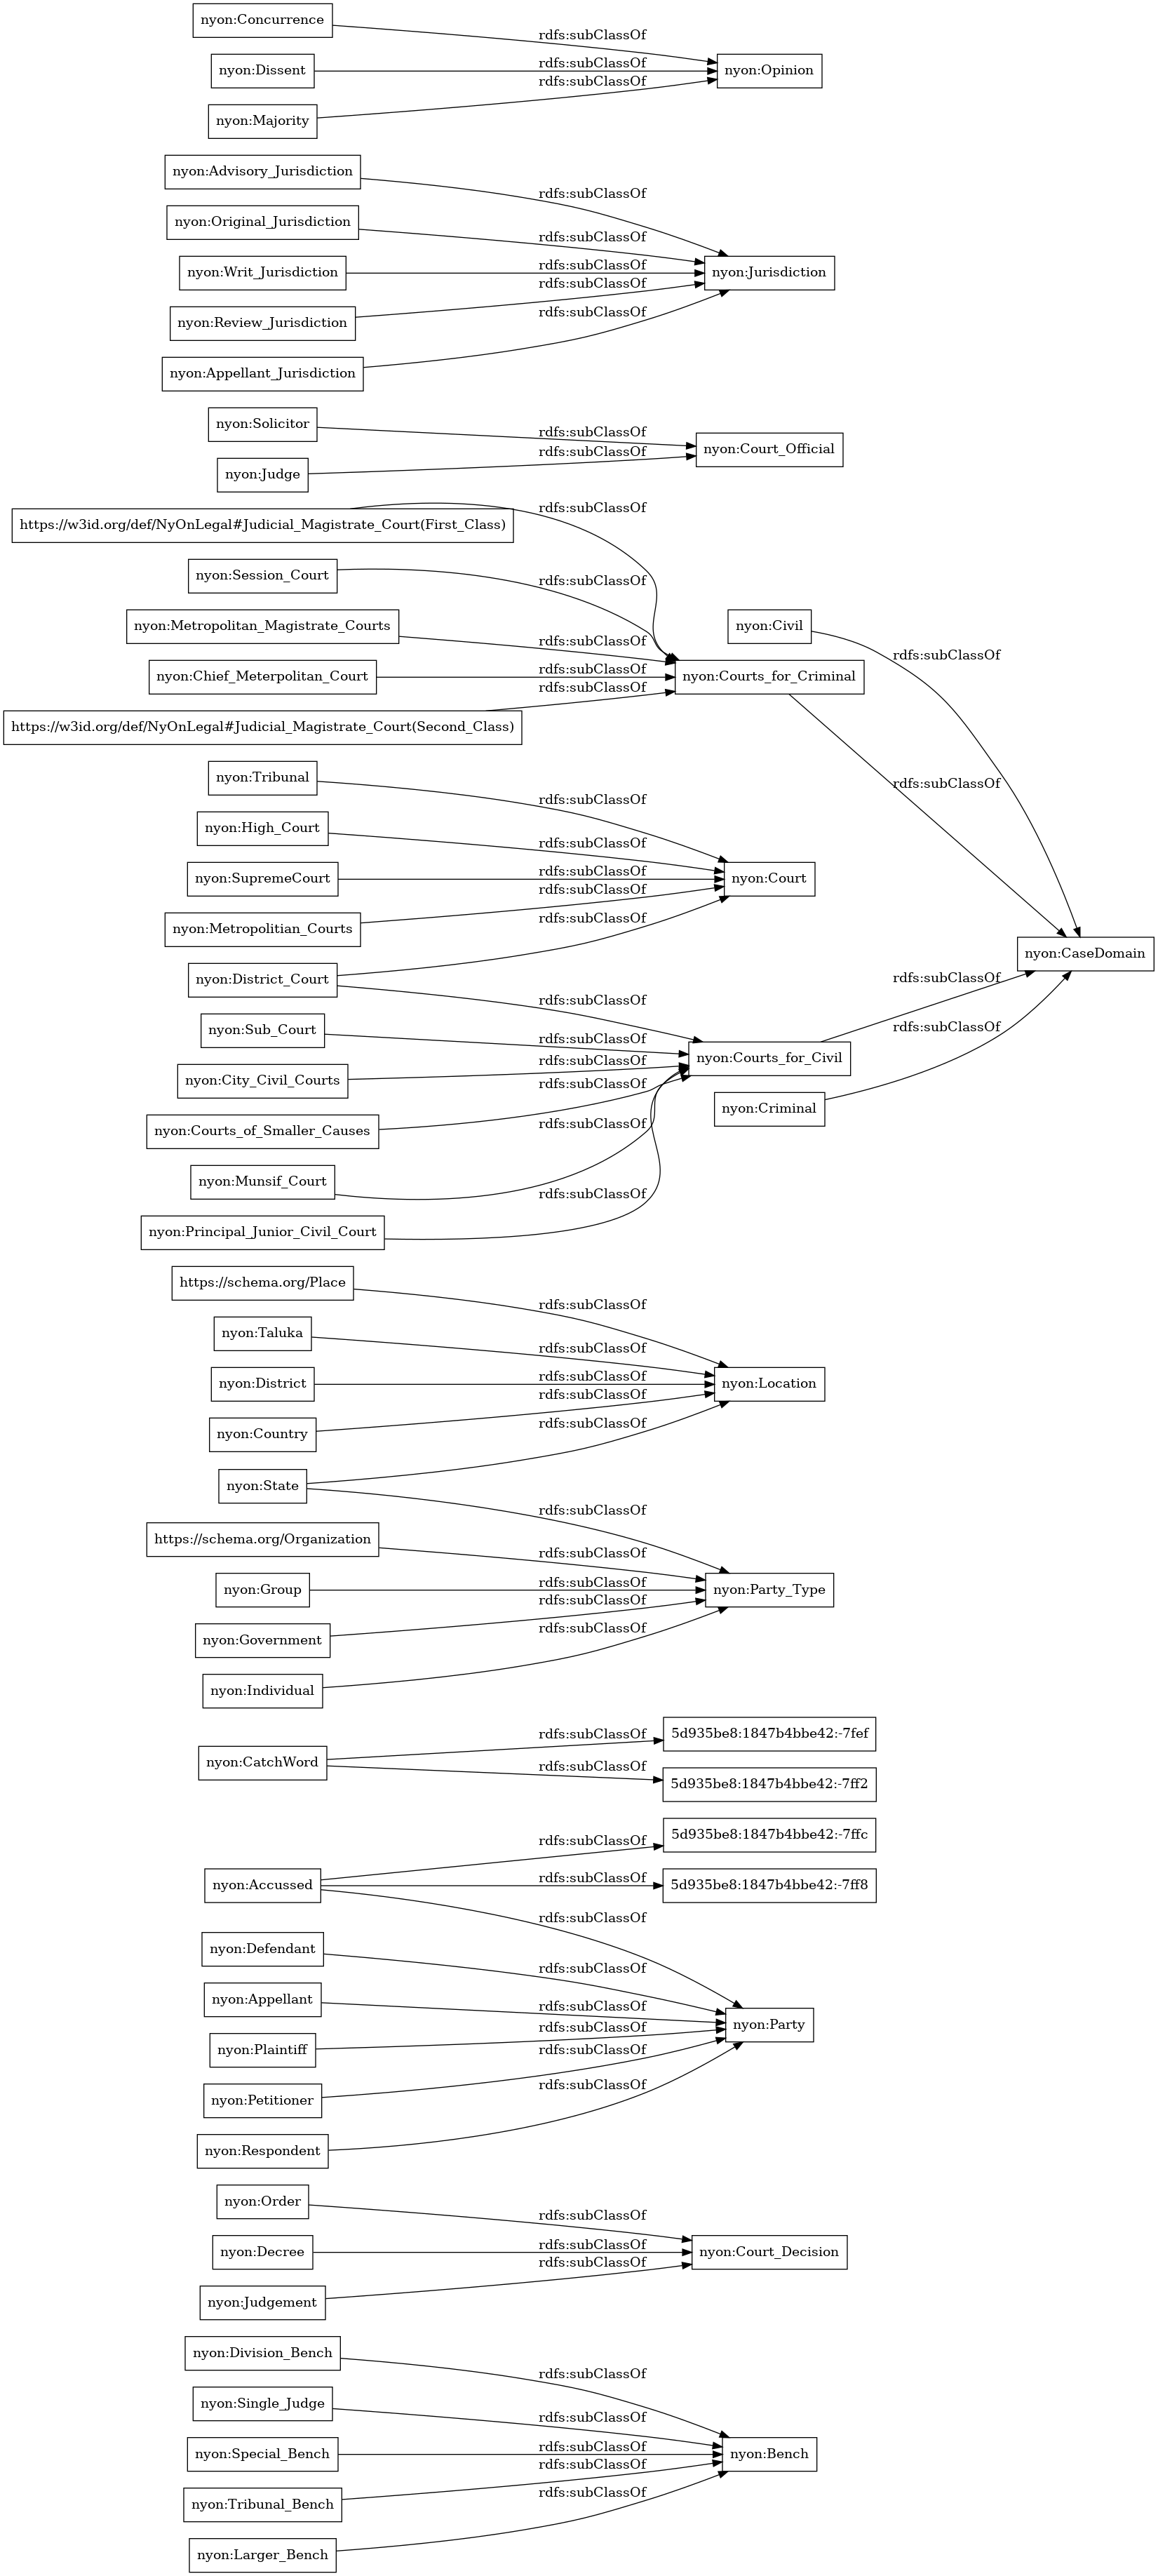 nyon:Concurrence
rdfs:subClassOf
nyon:Dissent
rdfs:subClassOf
nyon:Opinion
rdfs:subClassOf
nyon:Majority
nyon:Advisory_Jurisdiction
rdfs:subClassOf
nyon:Original_Jurisdiction
rdfs:subClassOf
nyon:Writ_Jurisdiction
rdfs:subClassOf
nyon:Jurisdiction
rdfs:subClassOf
nyon:Review_Jurisdiction
rdfs:subClassOf
nyon:Appellant_Jurisdiction
nyon:Solicitor
rdfs:subClassOf
nyon:Court_Official
rdfs:subClassOf
nyon:Judge
rdfs:subClassOf
https://w3id.org/def/NyOnLegal#Judicial_Magistrate_Court(First_Class)
nyon:Session_Court
rdfs:subClassOf
nyon:Metropolitan_Magistrate_Courts
rdfs:subClassOf
nyon:Civil
rdfs:subClassOf
nyon:Chief_Meterpolitan_Court
rdfs:subClassOf
nyon:Courts_for_Criminal
rdfs:subClassOf
https://w3id.org/def/NyOnLegal#Judicial_Magistrate_Court(Second_Class)
nyon:Tribunal
rdfs:subClassOf
rdfs:subClassOf
nyon:High_Court
rdfs:subClassOf
nyon:SupremeCourt
rdfs:subClassOf
nyon:Court
rdfs:subClassOf
nyon:Metropolitian_Courts
rdfs:subClassOf
nyon:CaseDomain
nyon:District_Court
rdfs:subClassOf
rdfs:subClassOf
nyon:Sub_Court
rdfs:subClassOf
rdfs:subClassOf
nyon:Courts_for_Civil
rdfs:subClassOf
nyon:City_Civil_Courts
rdfs:subClassOf
nyon:Criminal
rdfs:subClassOf
nyon:Courts_of_Smaller_Causes
nyon:Munsif_Court
rdfs:subClassOf
nyon:Principal_Junior_Civil_Court
https://schema.org/Place
rdfs:subClassOf
nyon:Taluka
rdfs:subClassOf
nyon:District
rdfs:subClassOf
nyon:Location
rdfs:subClassOf
nyon:Country
rdfs:subClassOf
nyon:State
rdfs:subClassOf
https://schema.org/Organization
rdfs:subClassOf
nyon:Group
rdfs:subClassOf
nyon:Party_Type
rdfs:subClassOf
nyon:Government
rdfs:subClassOf
nyon:Individual
rdfs:subClassOf
5d935be8:1847b4bbe42:-7fef
nyon:CatchWord
rdfs:subClassOf
5d935be8:1847b4bbe42:-7ff2
rdfs:subClassOf
5d935be8:1847b4bbe42:-7ffc
nyon:Accussed
rdfs:subClassOf
5d935be8:1847b4bbe42:-7ff8
rdfs:subClassOf
nyon:Defendant
rdfs:subClassOf
nyon:Appellant
rdfs:subClassOf
nyon:Party
rdfs:subClassOf
nyon:Plaintiff
rdfs:subClassOf
nyon:Petitioner
rdfs:subClassOf
nyon:Respondent
nyon:Order
rdfs:subClassOf
nyon:Decree
rdfs:subClassOf
nyon:Court_Decision
rdfs:subClassOf
nyon:Judgement
nyon:Division_Bench
rdfs:subClassOf
nyon:Single_Judge
rdfs:subClassOf
nyon:Special_Bench
rdfs:subClassOf
nyon:Bench
rdfs:subClassOf
nyon:Tribunal_Bench
rdfs:subClassOf
nyon:Larger_Bench